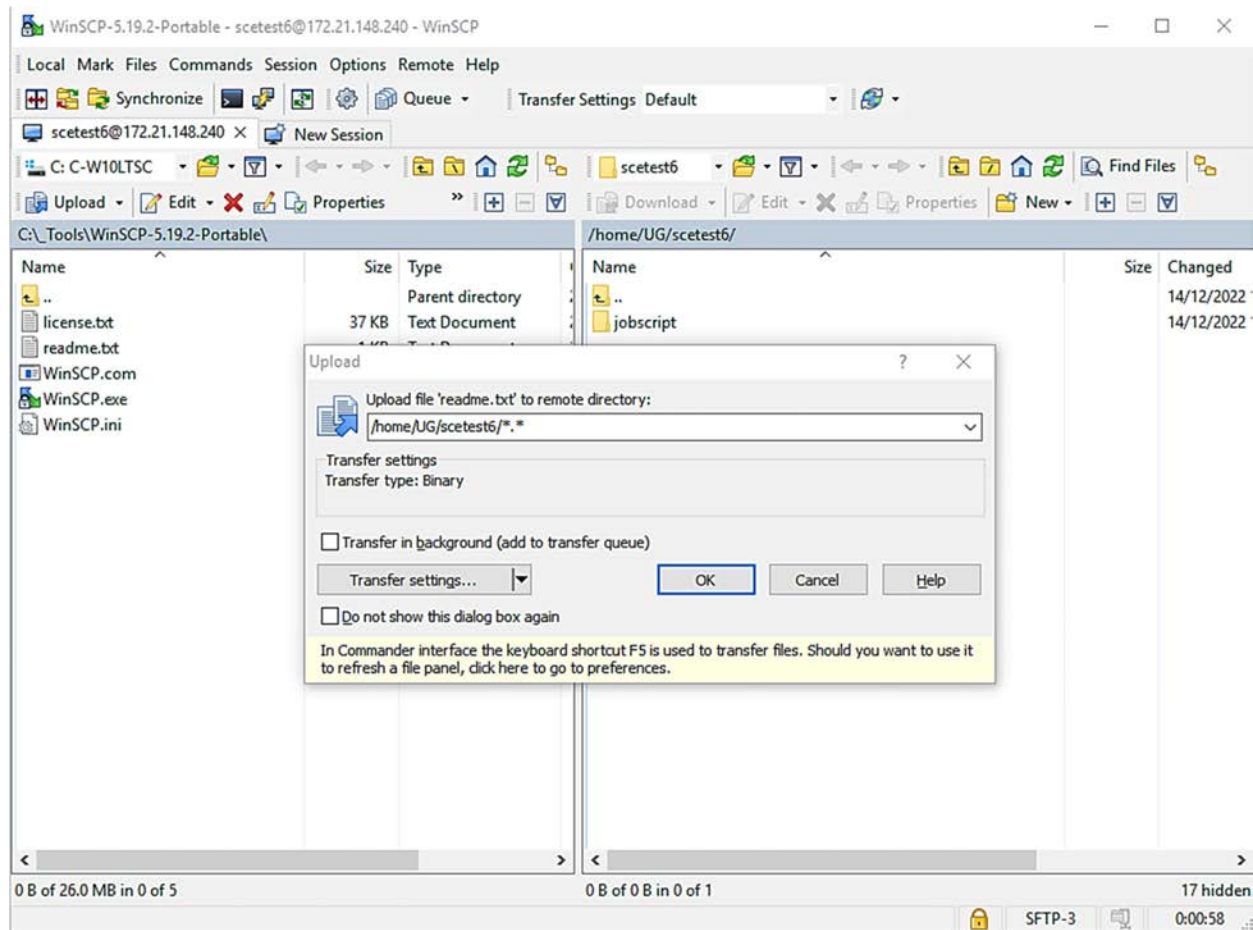 WinSCP-5.19.2-Portable - scetest6@172.21.148.240 - WinSCP
Local Mark Files Commands Session Options Remote Help
Synchronize Queue Transfer Settings Default
scetest6@172.21.148.240 New Session
C: C-W10LTSC scetest6 Find Files
Upload Edit Properties » Download Edit Properties New
C:\_Tools\WinSCP-5.19.2-Portable\ /home/UG/scetest6/
Name Size Type Name Size Changed
.. Parent directory .. 14/12/2022
license.txt 37 KB Text Document jobscript 14/12/2022
readme.txt
WinSCP.com
WinSCP.exe
WinSCP.ini
Upload ?
Upload file 'readme.txt' to remote directory:
/home/UG/scetest6/*.*
Transfer settings
Transfer type: Binary
Transfer in background (add to transfer queue)
Transfer settings... OK Cancel Help
Do not show this dialog box again
In Commander interface the keyboard shortcut F5 is used to transfer files. Should you want to use it
to refresh a file panel, click here to go to preferences.
0 B of 26.0 MB in 0 of 5 0 B of 0 B in 0 of 1 17 hidden
SFTP-3 0:00:58